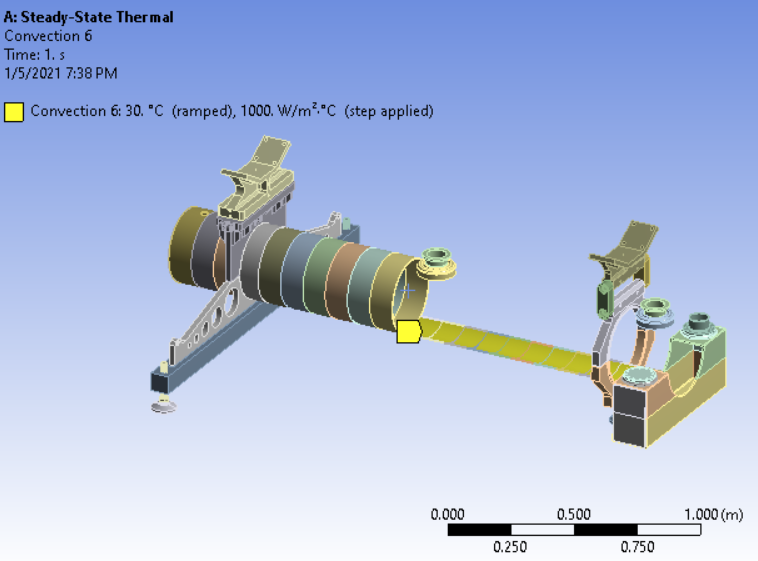 A: Steady-State Thermal
Convection 6
Time: 1. s
1/5/2021 7:38 PM
Convection 6: 30. °C (ramped), 1000. W/m²·°C (step applied)
0.000 0.500 1.000 (m)
0.250 0.750